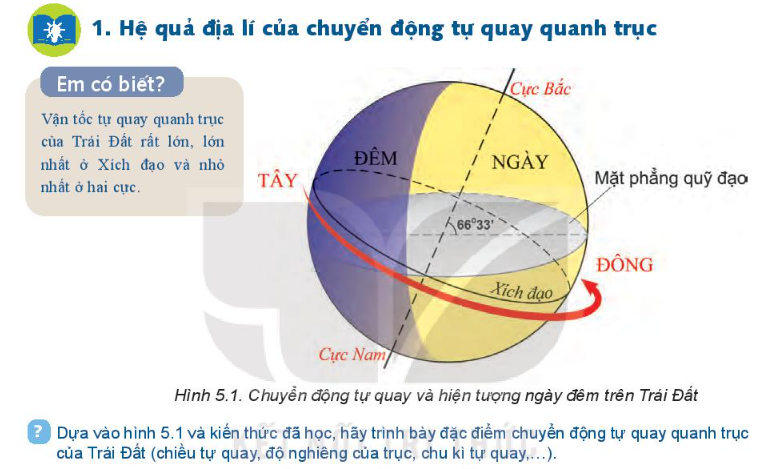 1. Hệ quả địa lí của chuyển động tự quay quanh trục
Em có biết?
Vận tốc tự quay quanh trục
của Trái Đất rất lớn, lớn
nhất ở Xích đạo và nhỏ
nhất ở hai cực.
Cực Bắc
ĐÊM
NGÀY
TÂY
Mặt phẳng quỹ đạo
66°33'
ĐÔNG
Xích đạo
Cực Nam
Hình 5.1. Chuyển động tự quay và hiện tượng ngày đêm trên Trái Đất
? Dựa vào hình 5.1 và kiến thức đã học, hãy trình bày đặc điểm chuyển động tự quay quanh trục
của Trái Đất (chiều tự quay, độ nghiêng của trục, chu kì tự quay,...).
KẾT NỐI TRI THỨC